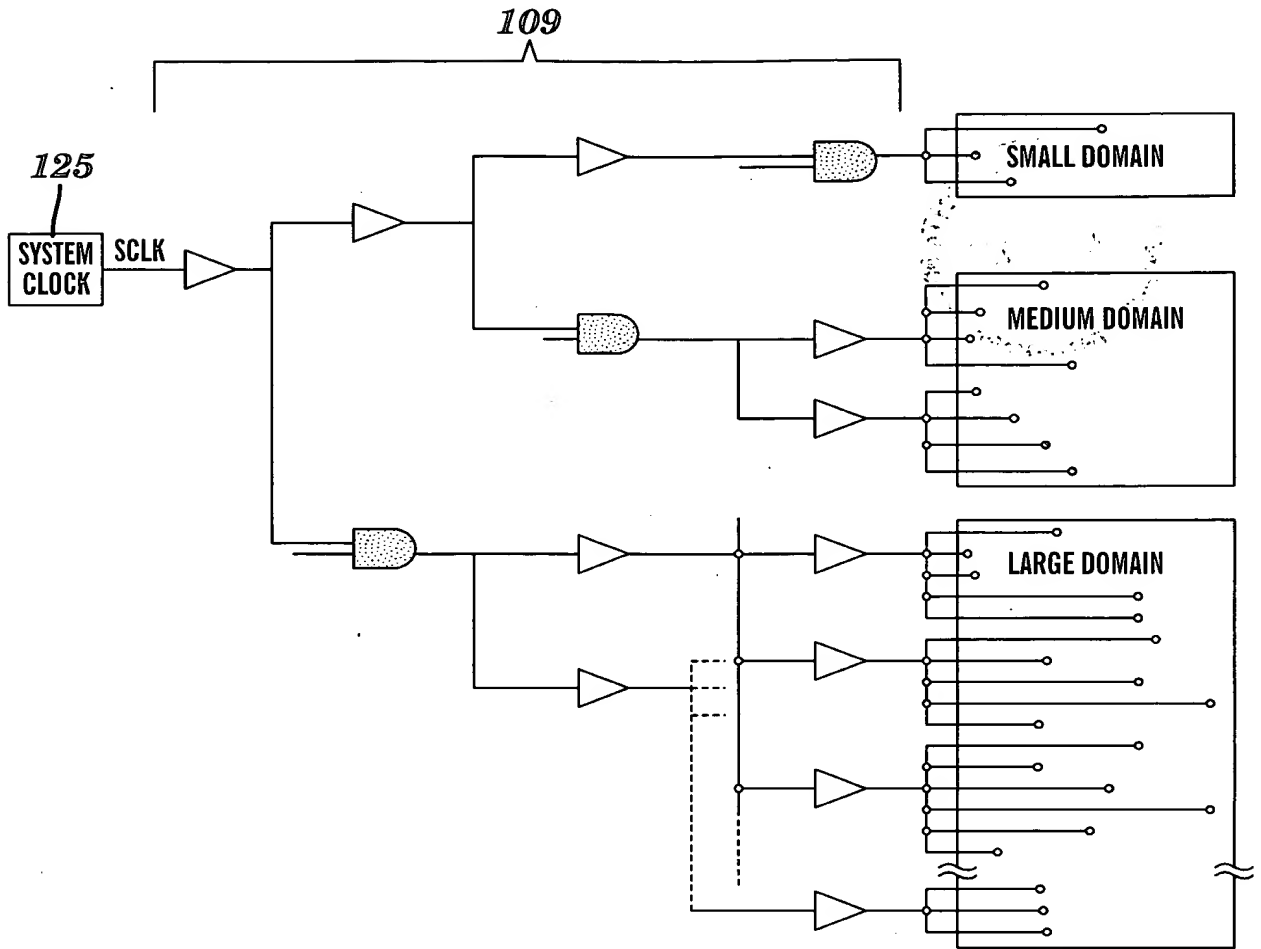 109
125
SYSTEM
CLOCK
SCLK
SMALL DOMAIN
MEDIUM DOMAIN
LARGE DOMAIN